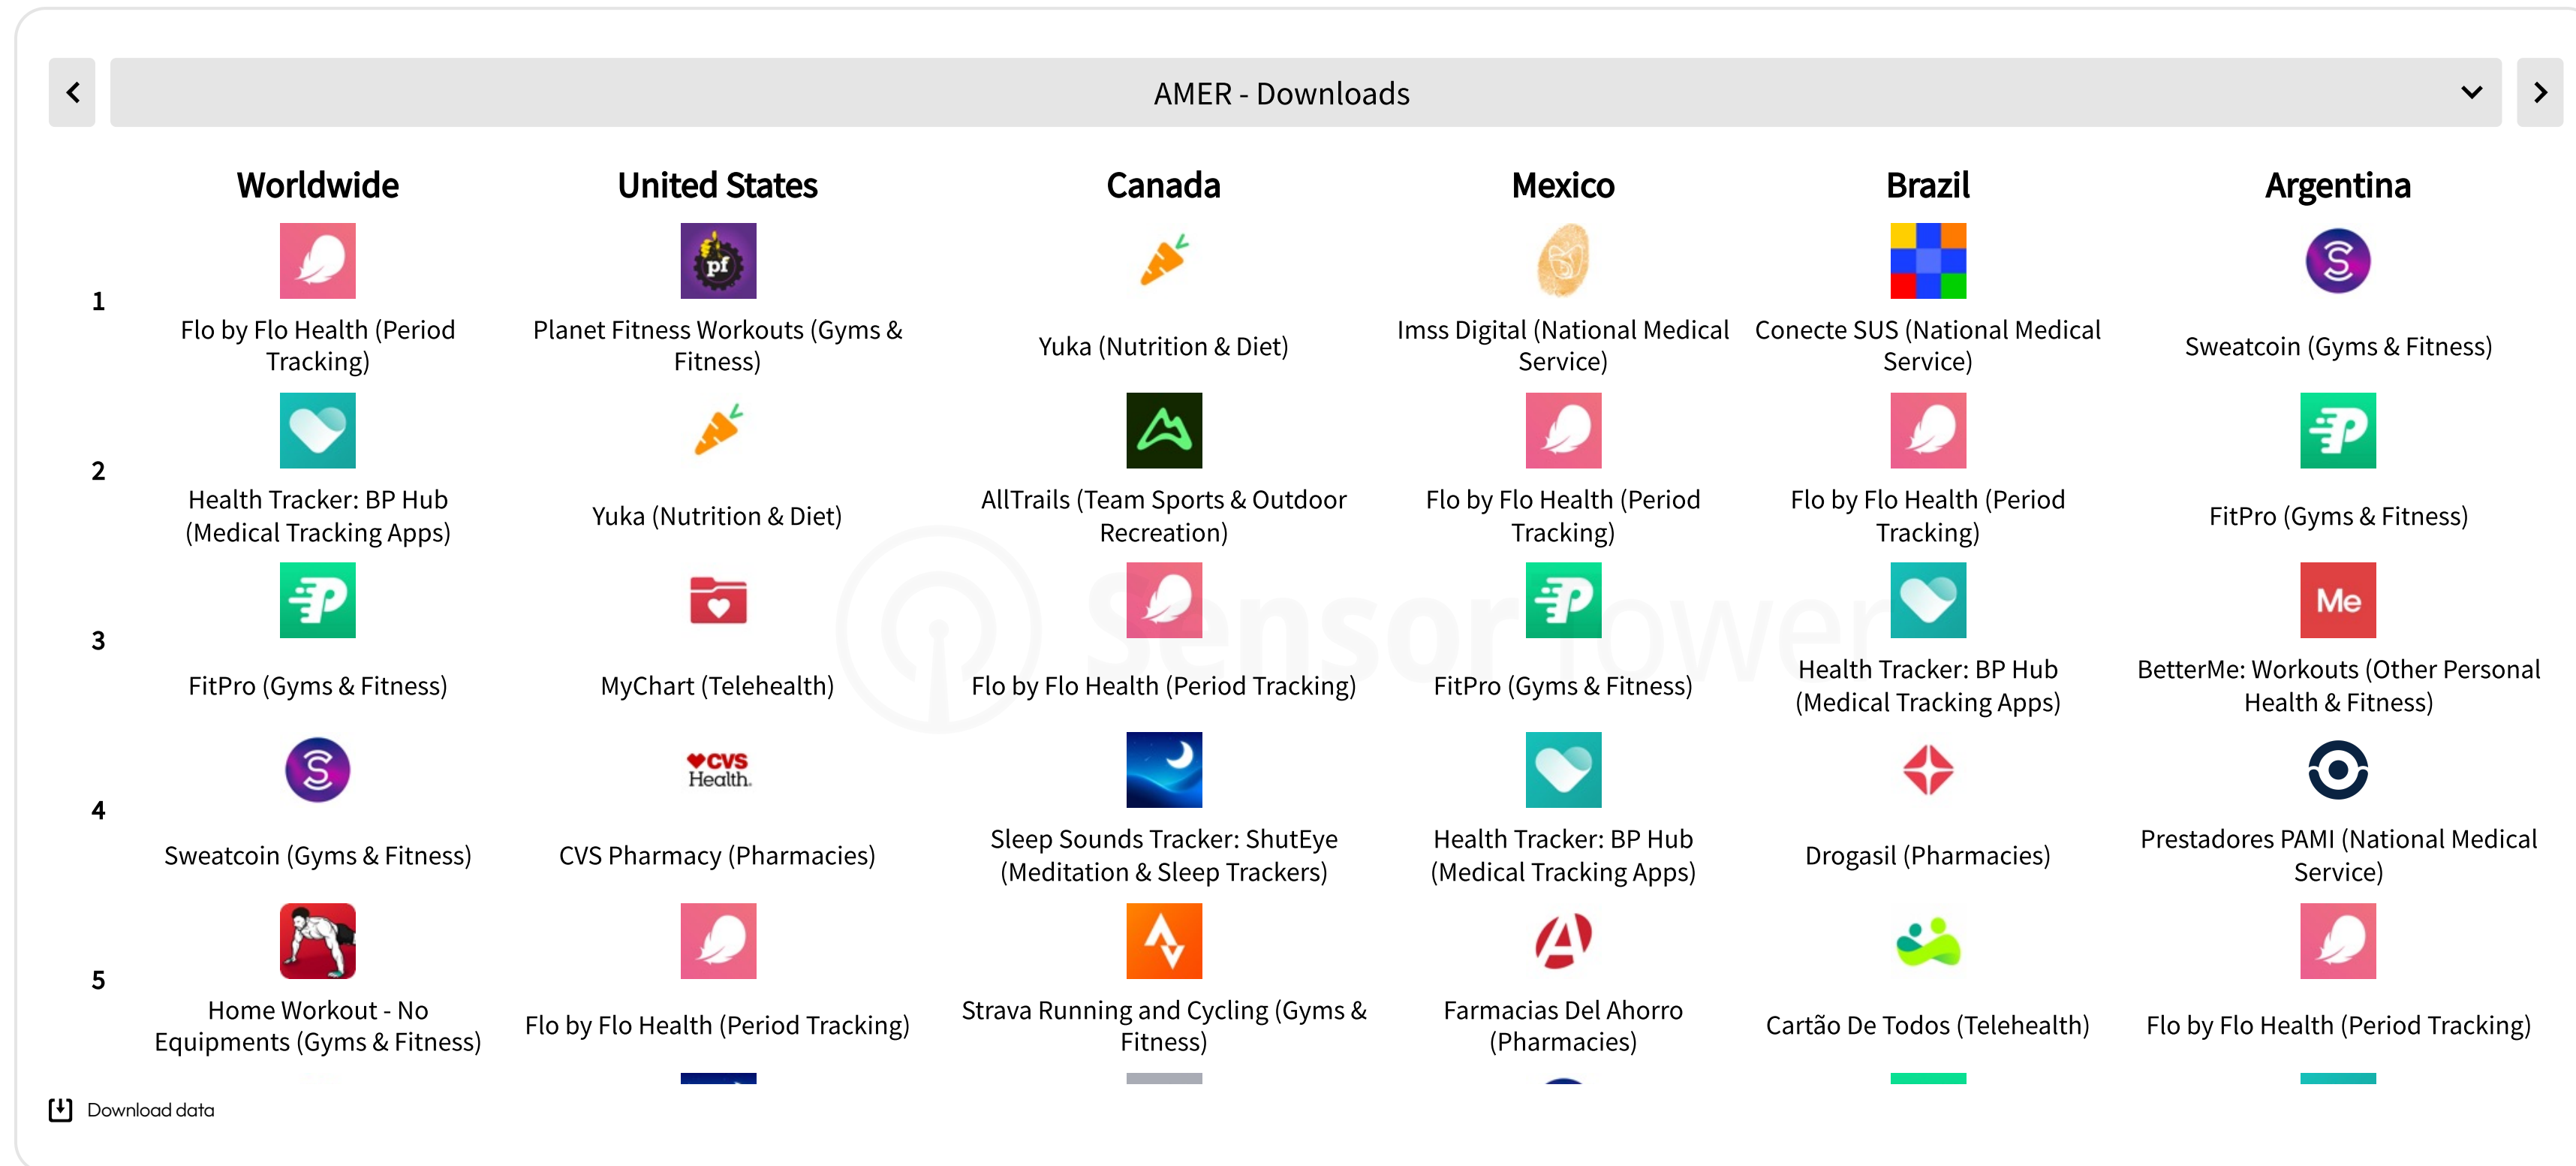 AMER - Downloads
Worldwide
United States
Canada
Mexico
Brazil
Argentina
1
Flo by Flo Health (Period
Tracking)
pf
Planet Fitness Workouts (Gyms &
Fitness)
Yuka (Nutrition & Diet)
Imss Digital (National Medical
Service)
Conecte SUS (National Medical
Service)
S
Sweatcoin (Gyms & Fitness)
2
Health Tracker: BP Hub
(Medical Tracking Apps)
Yuka (Nutrition & Diet)
AllTrails (Team Sports & Outdoor
Recreation)
Flo by Flo Health (Period
Tracking)
Flo by Flo Health (Period
Tracking)
P
FitPro (Gyms & Fitness)
3
P
FitPro (Gyms & Fitness)
MyChart (Telehealth)
Flo by Flo Health (Period Tracking)
P
FitPro (Gyms & Fitness)
Health Tracker: BP Hub
(Medical Tracking Apps)
Me
BetterMe: Workouts (Other Personal
Health & Fitness)
Sensor Tower
4
S
Sweatcoin (Gyms & Fitness)
CVS
Health.
CVS Pharmacy (Pharmacies)
Sleep Sounds Tracker: ShutEye
(Meditation & Sleep Trackers)
Health Tracker: BP Hub
(Medical Tracking Apps)
Drogasil (Pharmacies)
Prestadores PAMI (National Medical
Service)
5
Home Workout - No
Equipments (Gyms & Fitness)
Flo by Flo Health (Period Tracking)
Strava Running and Cycling (Gyms &
Fitness)
A
Farmacias Del Ahorro
(Pharmacies)
Cartão De Todos (Telehealth)
Flo by Flo Health (Period Tracking)
Download data